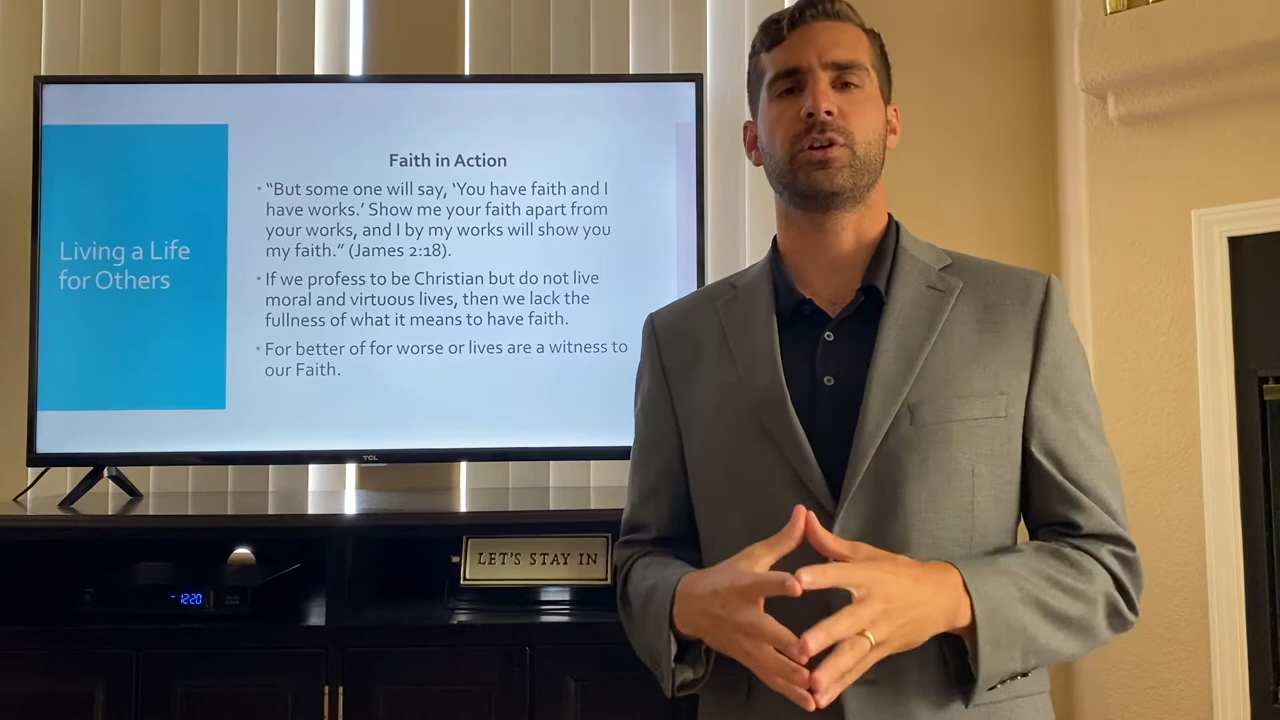 Living a Life
for Others
Faith in Action
• “But some one will say, ‘You have faith and I
have works.’ Show me your faith apart from
your works, and I by my works will show you
my faith.” (James 2:18).
• If we profess to be Christian but do not live
moral and virtuous lives, then we lack the
fullness of what it means to have faith.
• For better of for worse or lives are a witness to
our Faith.
TCL
LET'S STAY IN
12:20